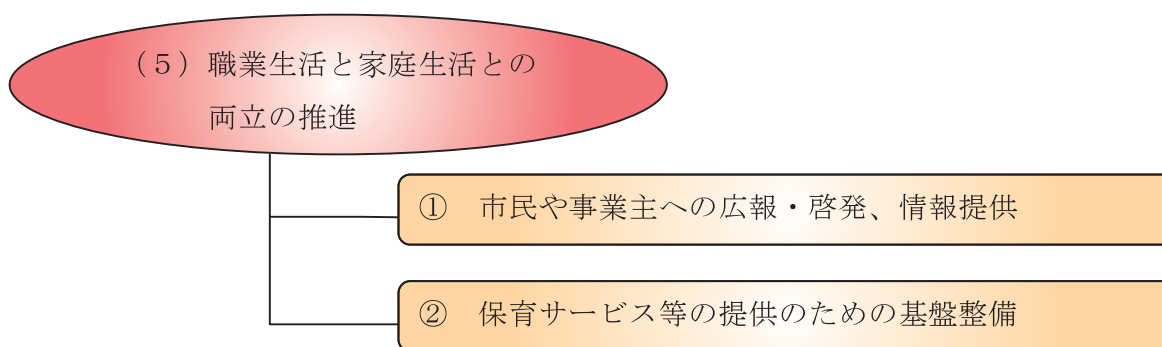 （５）職業生活と家庭生活との
両立の推進
①　市民や事業主への広報・啓発、情報提供
②　保育サービス等の提供のための基盤整備